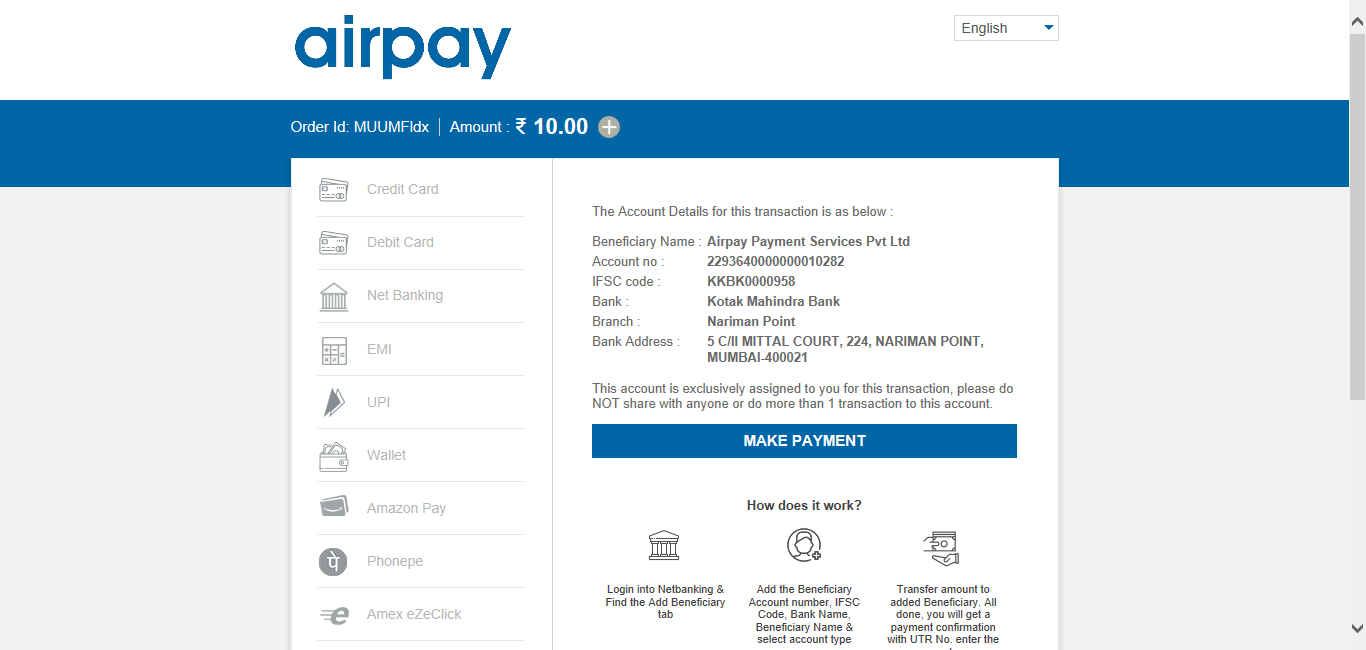 airpay
English
Order Id: MUUMFIdx | Amount : ₹ 10.00
Credit Card
Debit Card
Net Banking
EMI
UPI
Wallet
Amazon Pay
Phonepe
Amex eZeClick
The Account Details for this transaction is as below :
Beneficiary Name : Airpay Payment Services Pvt Ltd
Account no : 2293640000000010282
IFSC code : KKBK0000958
Bank : Kotak Mahindra Bank
Branch : Nariman Point
Bank Address : 5 C/II MITTAL COURT, 224, NARIMAN POINT,
MUMBAI-400021
This account is exclusively assigned to you for this transaction, please do
NOT share with anyone or do more than 1 transaction to this account.
MAKE PAYMENT
How does it work?
Login into Netbanking &
Find the Add Beneficiary
tab
Add the Beneficiary
Account number, IFSC
Code, Bank Name,
Beneficiary Name &
select account type
Transfer amount to
added Beneficiary. All
done, you will get a
payment confirmation
with UTR No. enter the